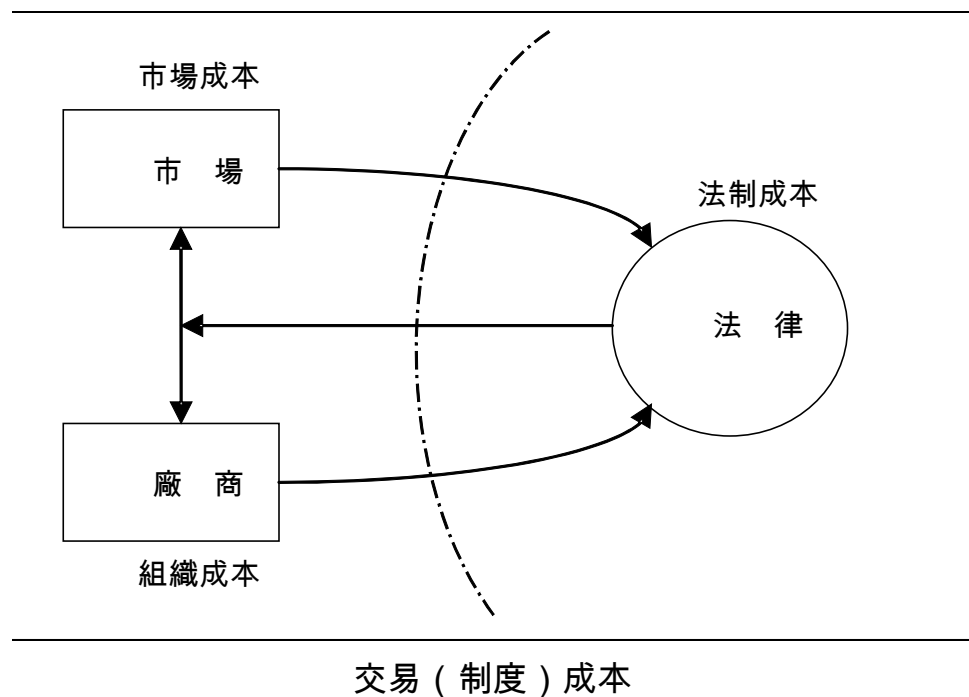 市場成本
市 場
法制成本
法 律
廠 商
組織成本
交易（制度）成本